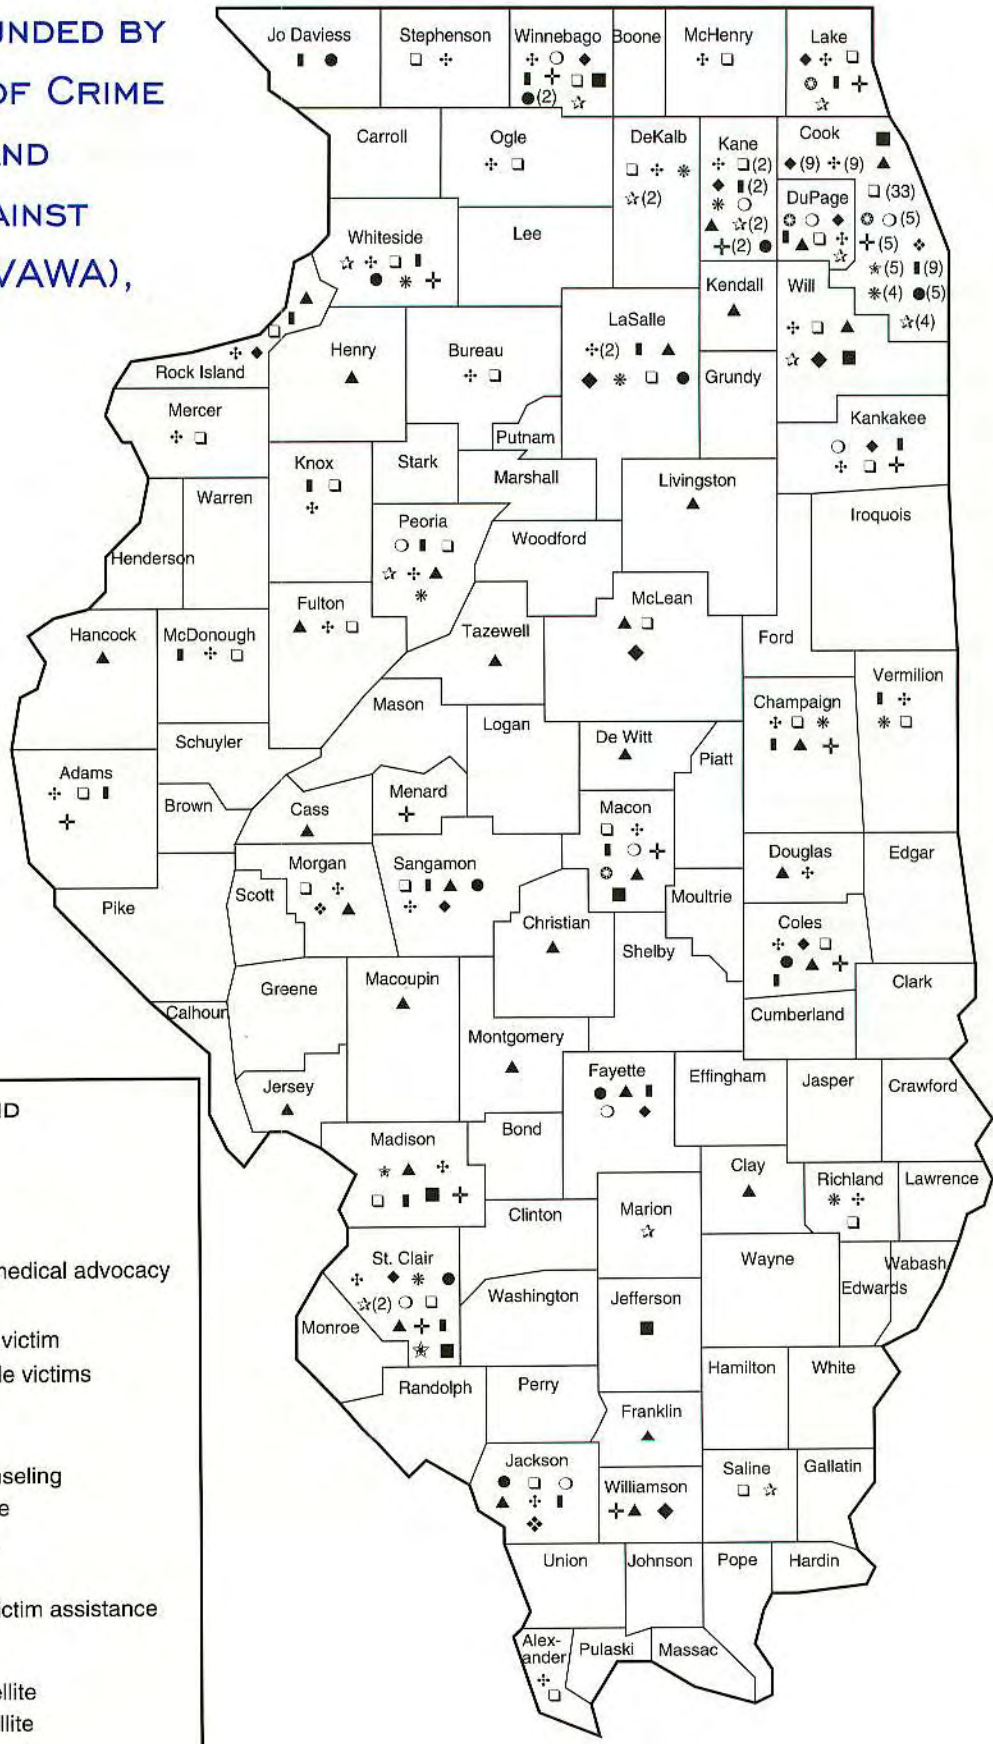 UNDED BY
OF CRIME
AND
AINST
VAWA),
Jo Daviess
Stephenson
Winnebago
Boone
McHenry
Lake
(2)
Carroll
Ogle
DeKalb
(2)
Kane
(2)
(2)
(2)
(2)
Cook
(9) (9)
(33)
(5)
(5)
(5) (9)
(4) (5)
(4)
DuPage
Whiteside
Lee
Kendall
Will
Rock Island
Henry
Bureau
LaSalle
(2)
Grundy
Mercer
Putnam
Kankakee
Knox
Stark
Marshall
Livingston
Iroquois
Warren
Henderson
Peoria
Woodford
Fulton
McLean
Ford
Hancock
McDonough
Tazewell
Vermilion
Mason
Champaign
Logan
De Witt
Piatt
Schuyler
Adams
Brown
Cass
Menard
Macon
Douglas
Edgar
Morgan
Sangamon
Scott
Moultrie
Pike
Christian
Shelby
Coles
Clark
Greene
Macoupin
Calhoun
Cumberland
Montgomery
Fayette
Effingham
Jasper
Crawford
Jersey
Bond
Madison
Clay
Richland
Lawrence
Clinton
Marion
Wayne
Wabash
Edwards
St. Clair
(2)
Washington
Jefferson
Monroe
Hamilton
White
Randolph
Perry
Franklin
Jackson
Williamson
Saline
Gallatin
Union
Johnson
Pope
Hardin
Alex-
ander
Pulaski
Massac
medical advocacy
victim
le victims
nseling
e
ictim assistance
ellite
llite